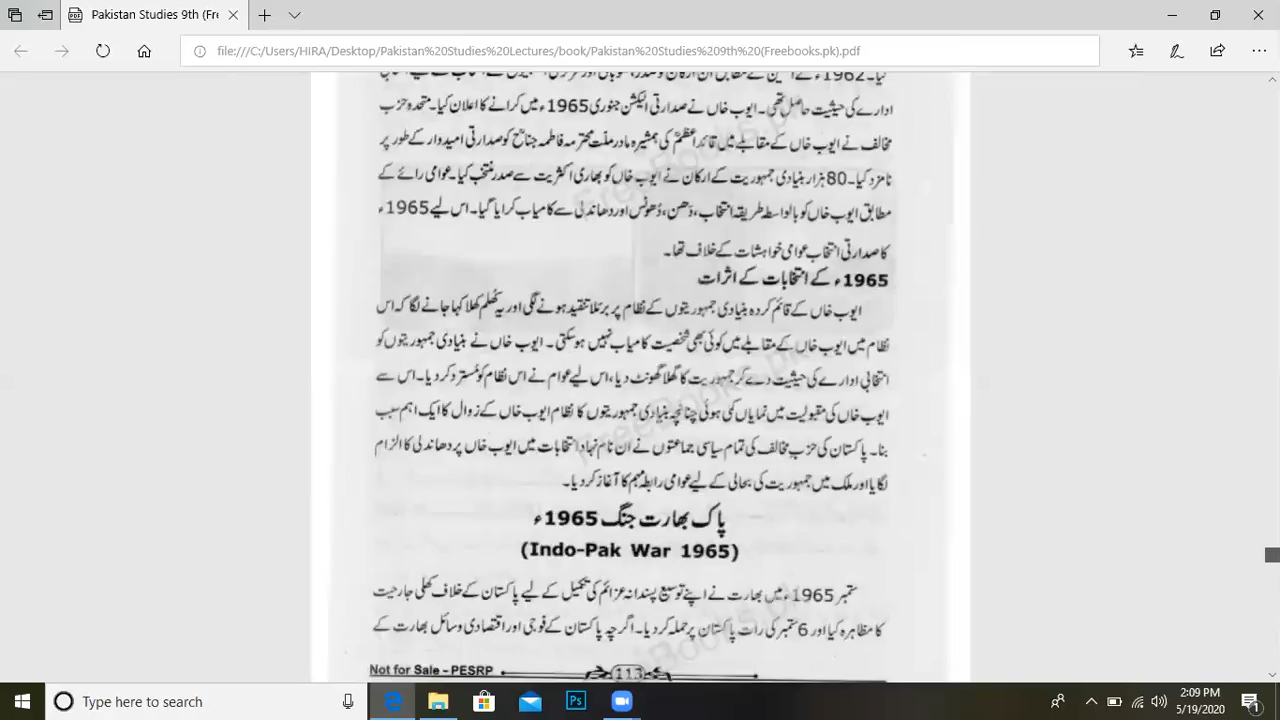 Pakistan Studies 9th (Fre
file:///C:/Users/HIRA/Desktop/Pakistan%20Studies%20Lectures/book/Pakistan%20Studies%209th%20(Freebooks.pk).pdf
ادارے کی حیثیت حاصل تھی۔ ایوب خاں نے صدارتی الیکشن جنوری 1965ء میں کرانے کا اعلان کیا۔ متحدہ حزب
مخالف نے ایوب خاں کے مقابلے میں قائد اعظمؒ کی ہمشیرہ مادر ملت محترمہ فاطمہ جناحؒ کو صدارتی امیدوار کے طور پر
نامزد کیا۔ 80 ہزار بنیادی جمہوریت کے ارکان نے ایوب خاں کو بھاری اکثریت سے صدر منتخب کیا۔ عوامی رائے کے
مطابق ایوب خاں کو بالواسطہ طریقہ انتخاب، دَھن، دُھونس اور دھاندلی سے کامیاب کرایا گیا۔ اس لیے 1965ء
کا صدارتی انتخاب عوامی خواہشات کے خلاف تھا۔
1965ء کے انتخابات کے اثرات
ایوب خاں کے قائم کردہ بنیادی جمہوریتوں کے نظام پر برملا تنقید ہونے لگی اور یہ کُھلم کھلا کہا جانے لگا کہ اس
نظام میں ایوب خاں کے مقابلے میں کوئی بھی شخصیت کامیاب نہیں ہو سکتی۔ ایوب خاں نے بنیادی جمہوریتوں کو
انتخابی ادارے کی حیثیت دے کر جمہوریت کا گلا گھونٹ دیا، اس لیے عوام نے اس نظام کو مُسترد کر دیا۔ اس سے
ایوب خاں کی مقبولیت میں نمایاں کمی ہوئی چنانچہ بنیادی جمہوریتوں کا نظام ایوب خاں کے زوال کا ایک اہم سبب
بنا۔ پاکستان کی حزب مخالف کی تمام سیاسی جماعتوں نے ان نام نہاد انتخابات میں ایوب خاں پر دھاندلی کا الزام
لگایا اور ملک میں جمہوریت کی بحالی کے لیے عوامی رابطہ مہم کا آغاز کر دیا۔
پاک بھارت جنگ 1965ء
(Indo-Pak War 1965)
ستمبر 1965ء میں بھارت نے اپنے توسیع پسندانہ عزائم کی تکمیل کے لیے پاکستان کے خلاف کھلی جارحیت
کا مظاہرہ کیا اور 6 ستمبر کی رات پاکستان پر حملہ کر دیا۔ اگرچہ پاکستان کے فوجی اور اقتصادی وسائل بھارت کے
Not for Sale - PESRP
113
Type here to search
2:09 PM
5/19/2020